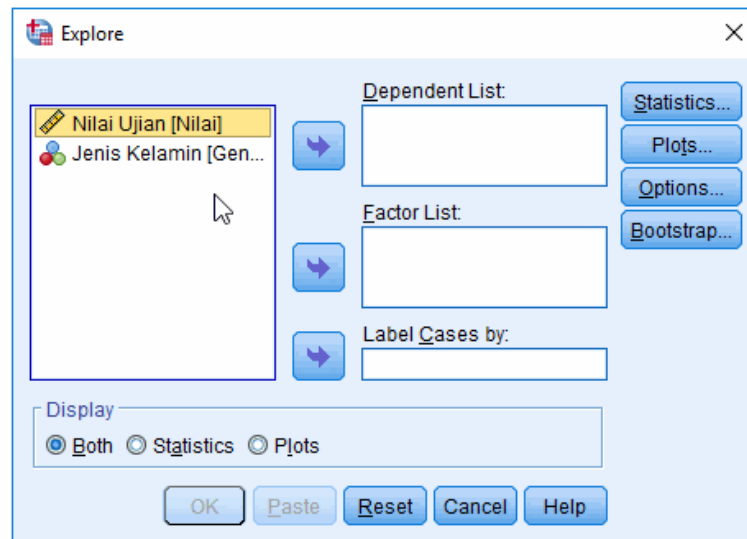 Explore
Nilai Ujian [Nilai]
Jenis Kelamin [Gen...
Dependent List:
Factor List:
Label Cases by:
Statistics...
Plots...
Options...
Bootstrap...
Display
Both Statistics Plots
OK Paste Reset Cancel Help